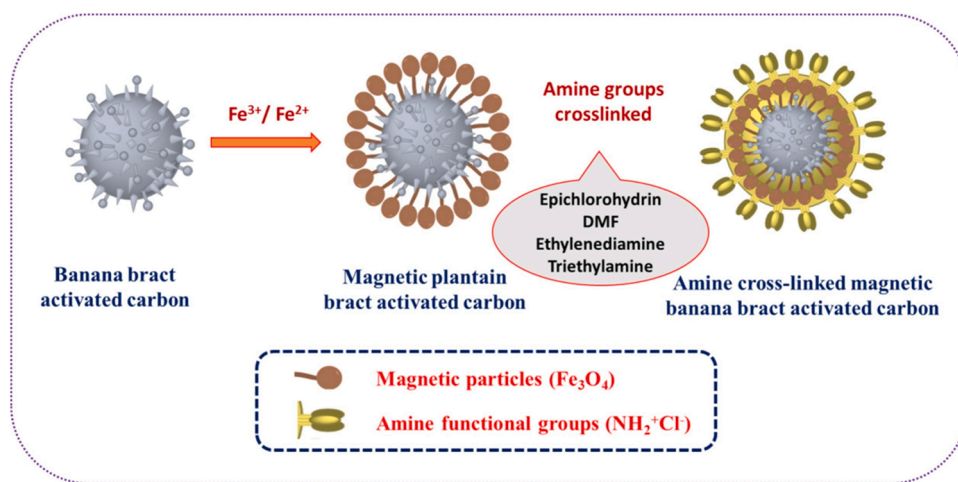 Fe³⁺/ Fe²⁺
Amine groups
crosslinked
Epichlorohydrin
DMF
Ethylenediamine
Triethylamine
Banana bract
activated carbon
Magnetic plantain
bract activated carbon
Amine cross-linked magnetic
banana bract activated carbon
Magnetic particles (Fe₃O₄)
Amine functional groups (NH₂⁺Cl⁻)